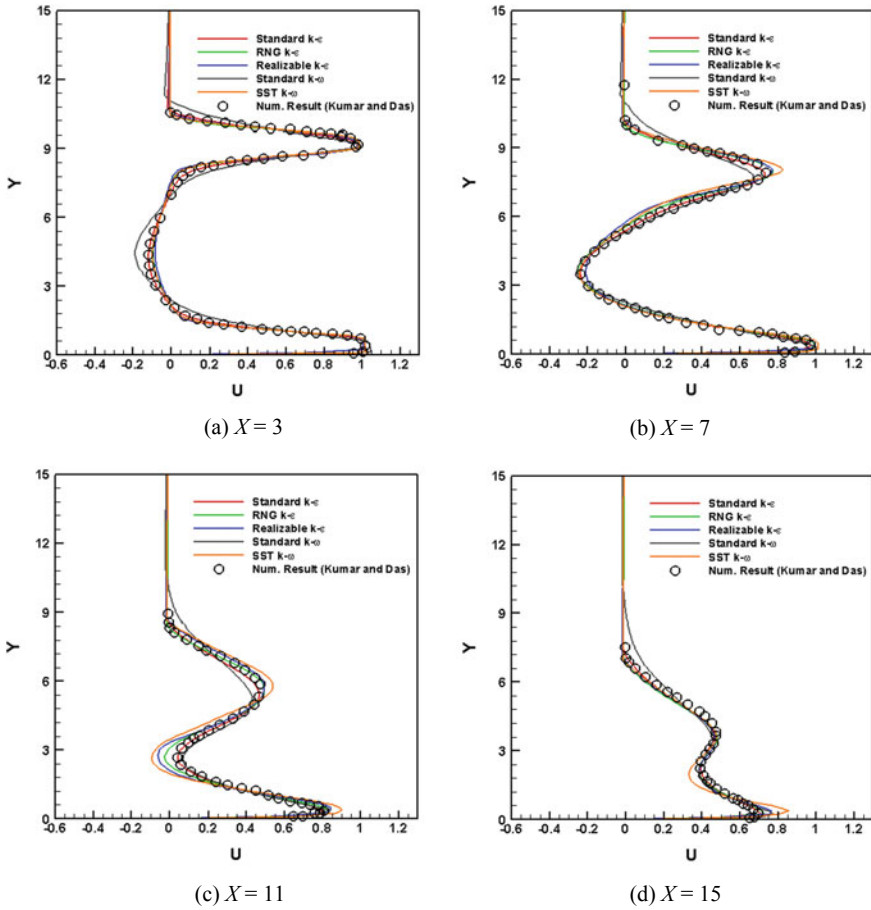 15
12
9
6
3
0
Y
-0.6 -0.4 -0.2 0 0.2 0.4 0.6 0.8 1 1.2
U
Standard k-ε
RNG k-ε
Realizable k-ε
Standard k-ω
SST k-ω
Num. Result (Kumar and Das)
(a) X = 3
15
12
9
6
3
0
Y
-0.6 -0.4 -0.2 0 0.2 0.4 0.6 0.8 1 1.2
U
Standard k-ε
RNG k-ε
Realizable k-ε
Standard k-ω
SST k-ω
Num. Result (Kumar and Das)
(b) X = 7
15
12
9
6
3
0
Y
-0.6 -0.4 -0.2 0 0.2 0.4 0.6 0.8 1 1.2
U
Standard k-ε
RNG k-ε
Realizable k-ε
Standard k-ω
SST k-ω
Num. Result (Kumar and Das)
(c) X = 11
15
12
9
6
3
0
Y
-0.6 -0.4 -0.2 0 0.2 0.4 0.6 0.8 1 1.2
U
Standard k-ε
RNG k-ε
Realizable k-ε
Standard k-ω
SST k-ω
Num. Result (Kumar and Das)
(d) X = 15